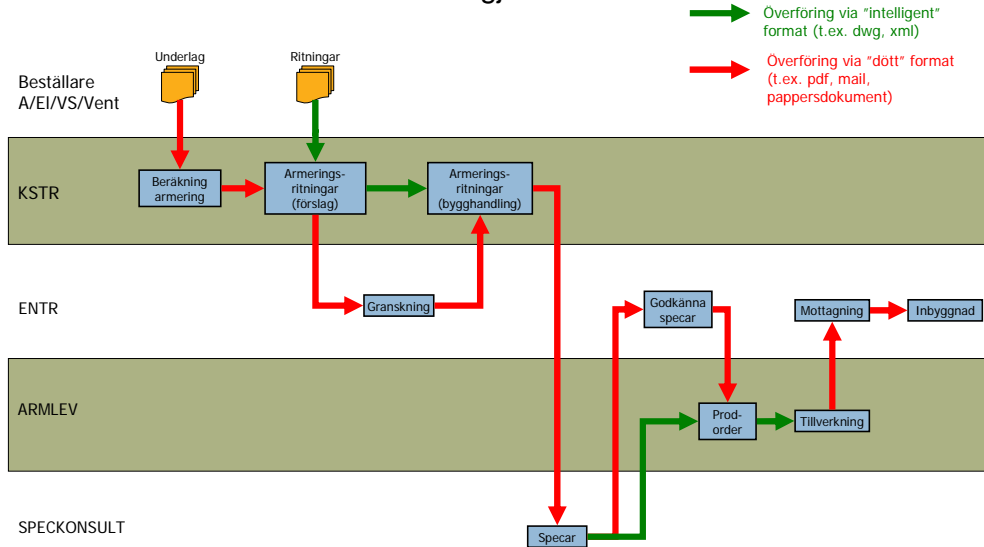 Överföring via "intelligent"
format (t.ex. dwg, xml)
Överföring via "dött" format
(t.ex. pdf, mail,
pappersdokument)
Underlag
Ritningar
Beställare
A/El/VS/Vent
KSTR
Beräkning
armering
Armerings-
ritningar
(förslag)
Armerings-
ritningar
(bygghandling)
ENTR
Granskning
Godkänna
specar
Mottagning
Inbyggnad
ARMLEV
Prod-
order
Tillverkning
SPECKONSULT
Specar